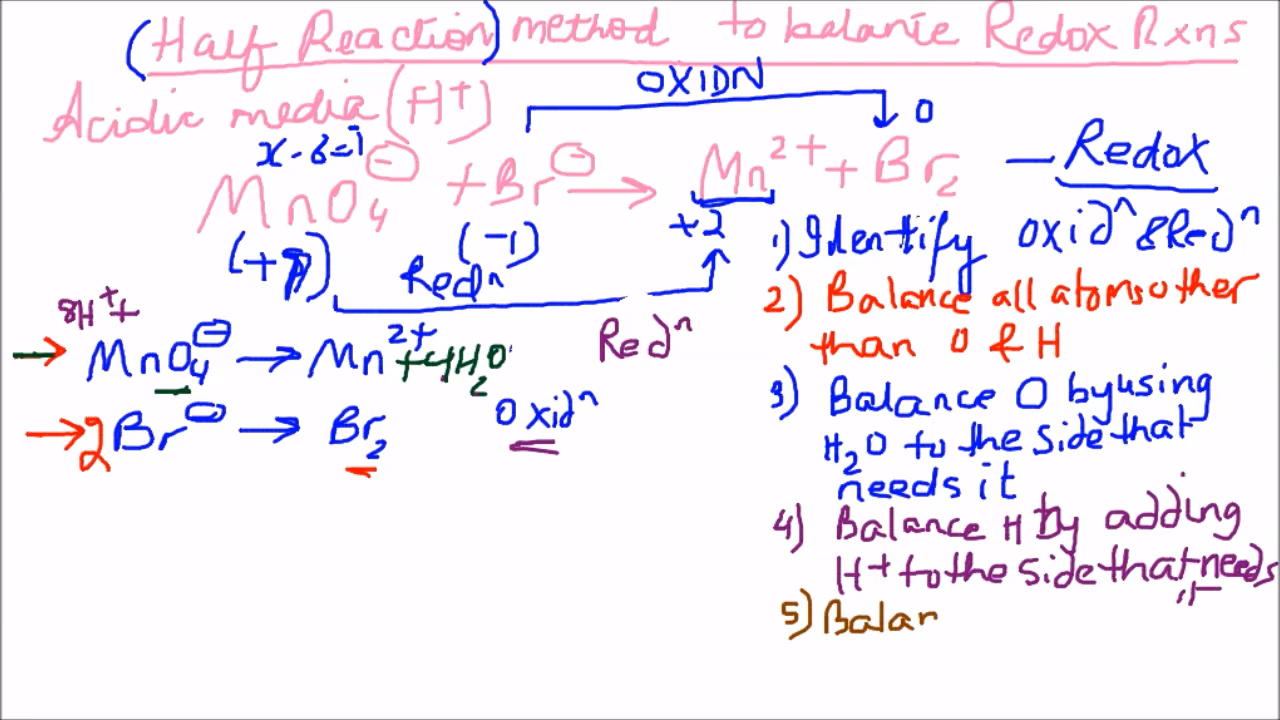 (Half Reaction) method to balance Redox Rxns
Acidic media (H⁺)
OXIDN
0
x - 8 = -1
MnO₄⊖ + Br⊖ → Mn²⁺ + Br₂ — Redox
(+7) (-1) +2
Redn
1) Identify oxidⁿ & Redⁿ
2) Balance all atoms other
than O & H
3) Balance O by using
H₂O to the side that
needs it
4) Balance H by adding
H+ to the side that needs
it
5) Balan
8H⁺+
→ MnO₄⊖ → Mn²⁺ + 4H₂O Redⁿ
→ 2Br⊖ → Br₂ Oxidⁿ